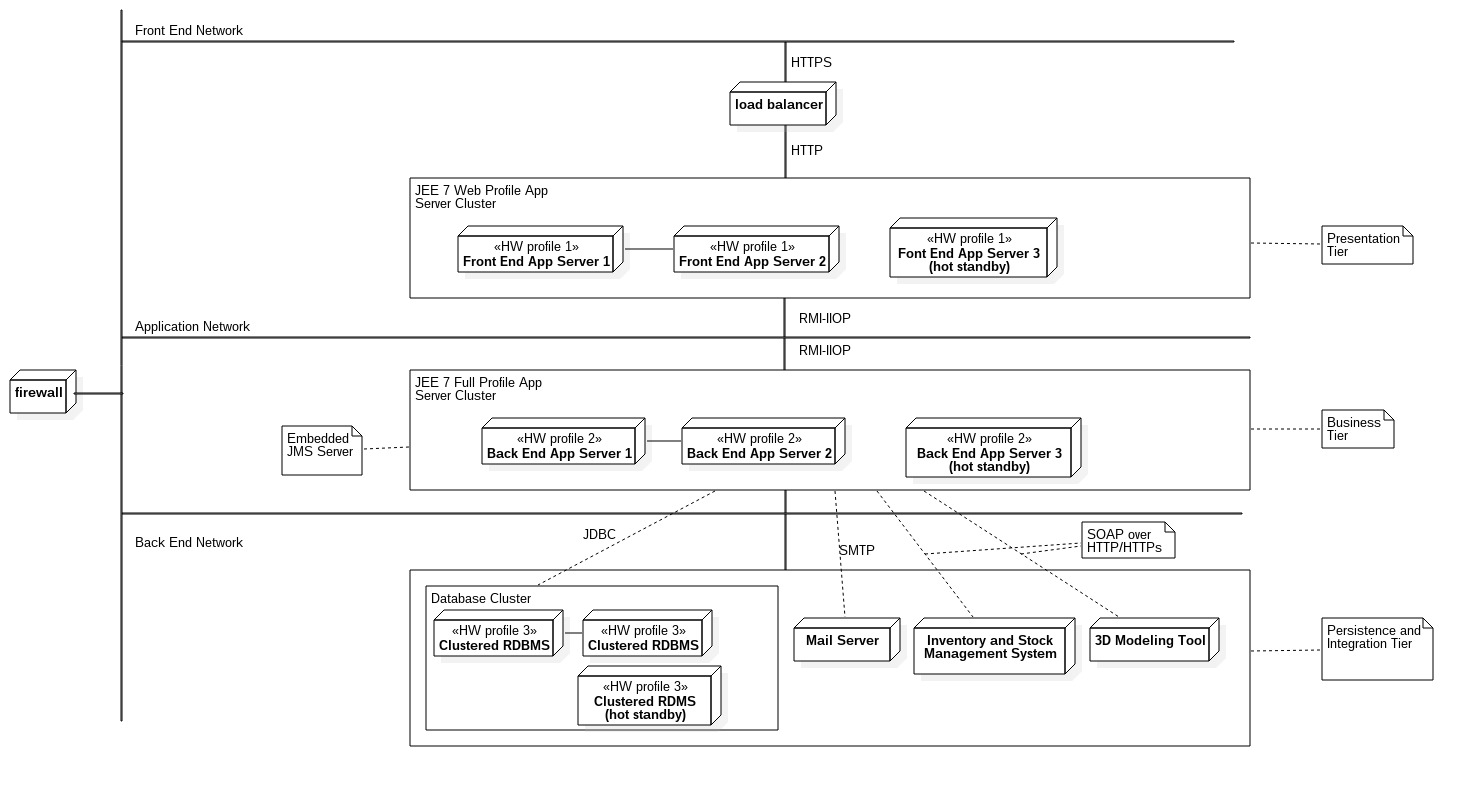 Front End Network
HTTPS
load balancer
HTTP
JEE 7 Web Profile App
Server Cluster
«HW profile 1»
Front End App Server 1
«HW profile 1»
Front End App Server 2
«HW profile 1»
Font End App Server 3
(hot standby)
Presentation
Tier
RMI-IIOP
Application Network
RMI-IIOP
firewall
JEE 7 Full Profile App
Server Cluster
Embedded
JMS Server
«HW profile 2»
Back End App Server 1
«HW profile 2»
Back End App Server 2
«HW profile 2»
Back End App Server 3
(hot standby)
Business
Tier
JDBC
Back End Network
SMTP
SOAP over
HTTP/HTTPs
Database Cluster
«HW profile 3»
Clustered RDBMS
«HW profile 3»
Clustered RDBMS
«HW profile 3»
Clustered RDMS
(hot standby)
Mail Server
Inventory and Stock
Management System
3D Modeling Tool
Persistence and
Integration Tier